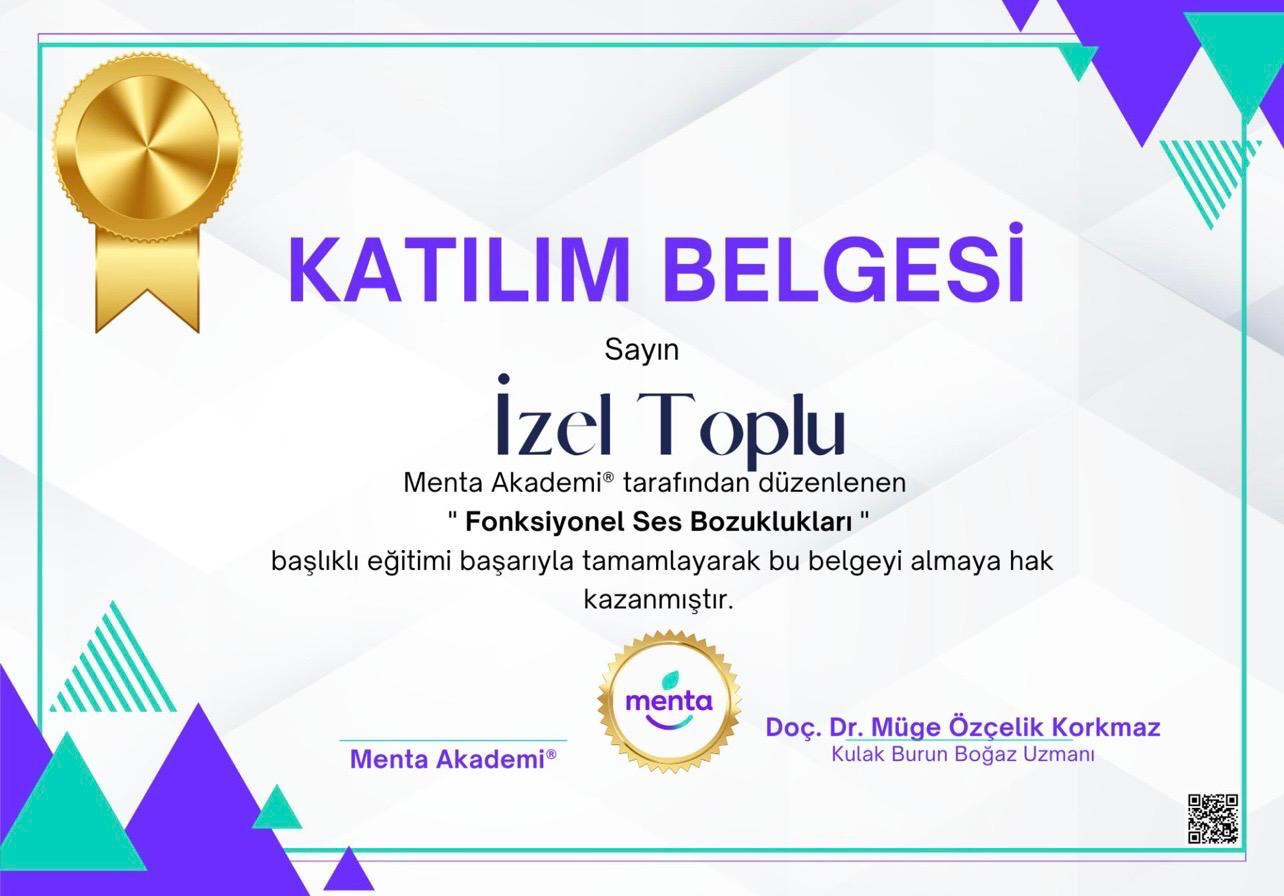 KATILIM BELGESİ
Sayın
İzel Toplu
Menta Akademi® tarafından düzenlenen
" Fonksiyonel Ses Bozuklukları "
başlıklı eğitimi başarıyla tamamlayarak bu belgeyi almaya hak
kazanmıştır.
menta
Menta Akademi®
Doç. Dr. Müge Özçelik Korkmaz
Kulak Burun Boğaz Uzmanı